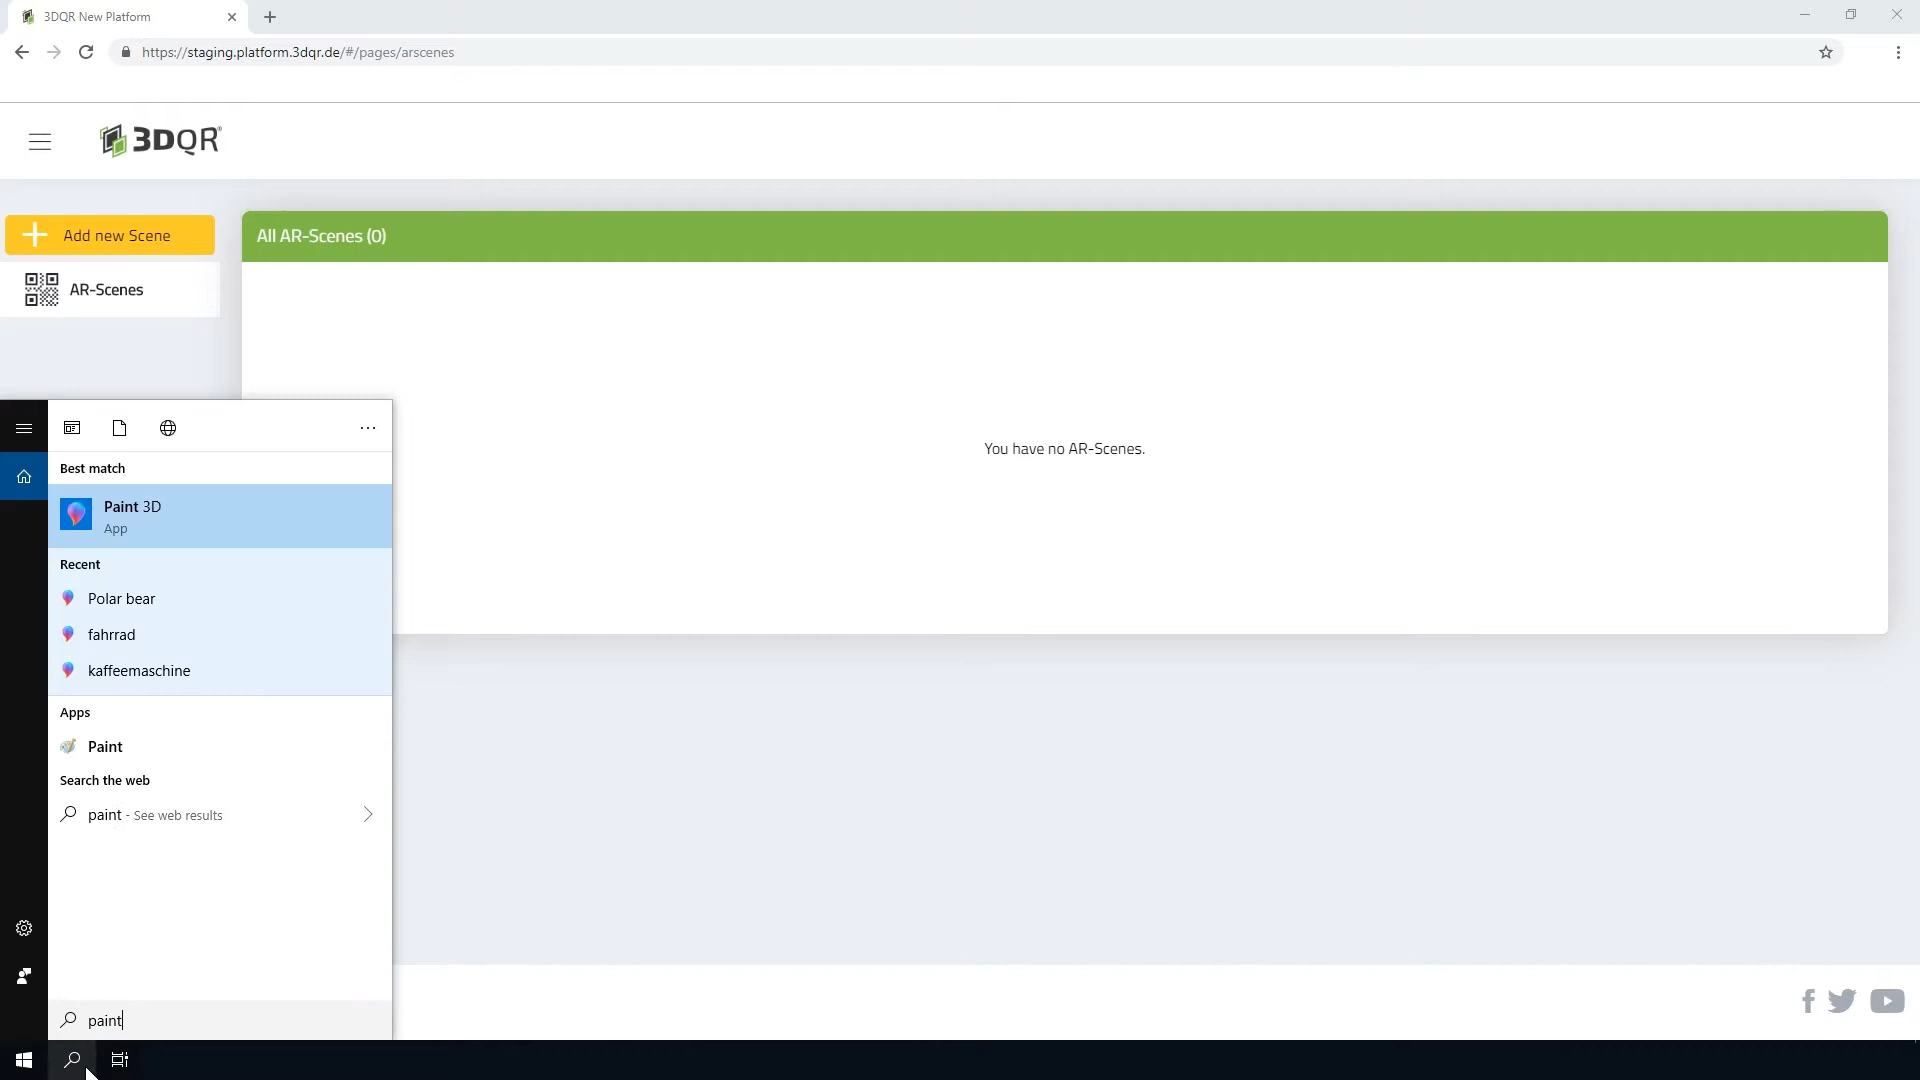 3DQR New Platform
https://staging.platform.3dqr.de/#/pages/arscenes
3DQR®
Add new Scene
All AR-Scenes (0)
AR-Scenes
You have no AR-Scenes.
Best match
Paint 3D
App
Recent
Polar bear
fahrrad
kaffeemaschine
Apps
Paint
Search the web
paint - See web results
paint